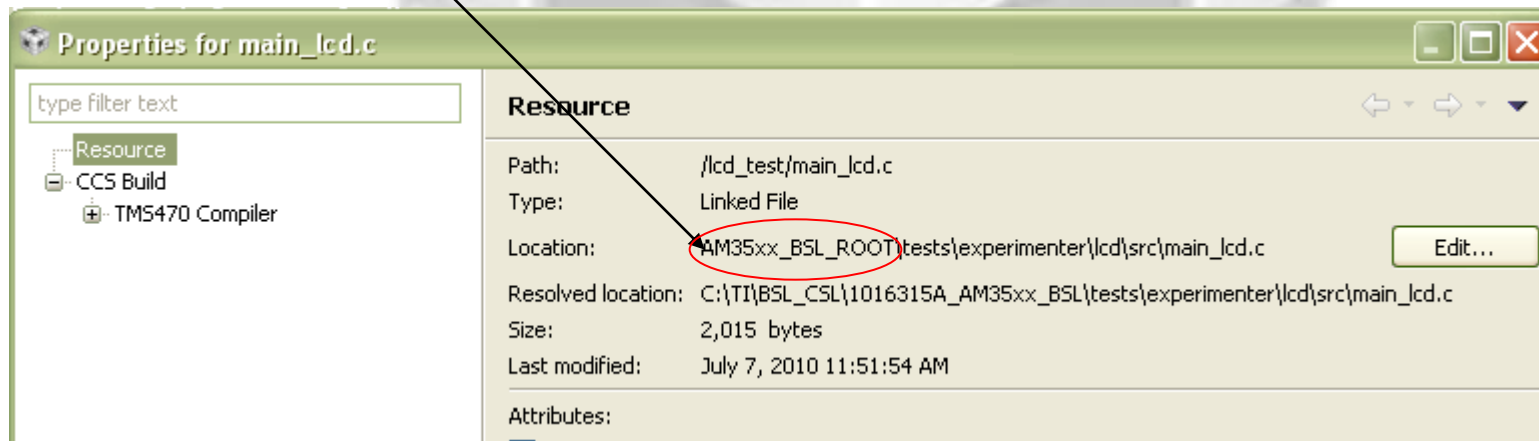 Properties for main_lcd.c
type filter text
Resource
CCS Build
TMS470 Compiler
Resource
Path: /lcd_test/main_lcd.c
Type: Linked File
Location: AM35xx_BSL_ROOT\tests\experimenter\lcd\src\main_lcd.c Edit...
Resolved location: C:\TI\BSL_CSL\1016315A_AM35xx_BSL\tests\experimenter\lcd\src\main_lcd.c
Size: 2,015 bytes
Last modified: July 7, 2010 11:51:54 AM
Attributes: